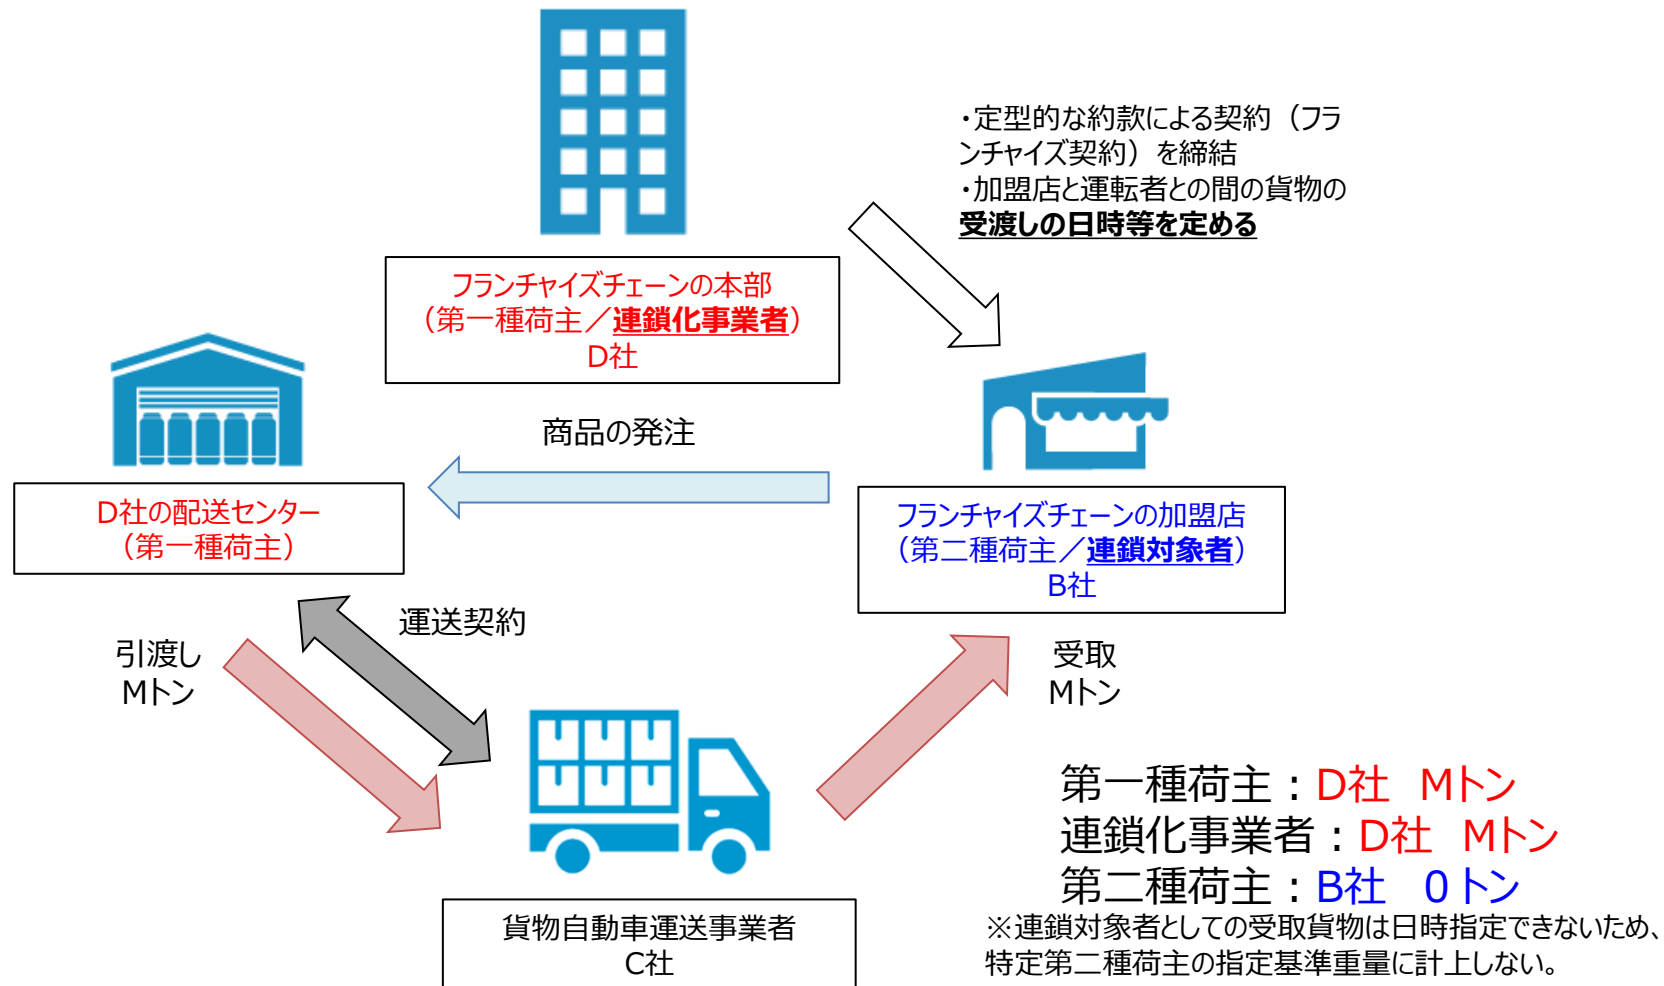 ・定型的な約款による契約（フラ
ンチャイズ契約）を締結
・加盟店と運転者との間の貨物の
受渡しの日時等を定める
フランチャイズチェーンの本部
（第一種荷主／連鎖化事業者）
D社
商品の発注
D社の配送センター
（第一種荷主）
フランチャイズチェーンの加盟店
（第二種荷主／連鎖対象者）
B社
運送契約
引渡し
Mトン
受取
Mトン
第一種荷主：D社　Mトン
連鎖化事業者：D社　Mトン
第二種荷主：B社　０トン
※連鎖対象者としての受取貨物は日時指定できないため、
特定第二種荷主の指定基準重量に計上しない。
貨物自動車運送事業者
C社